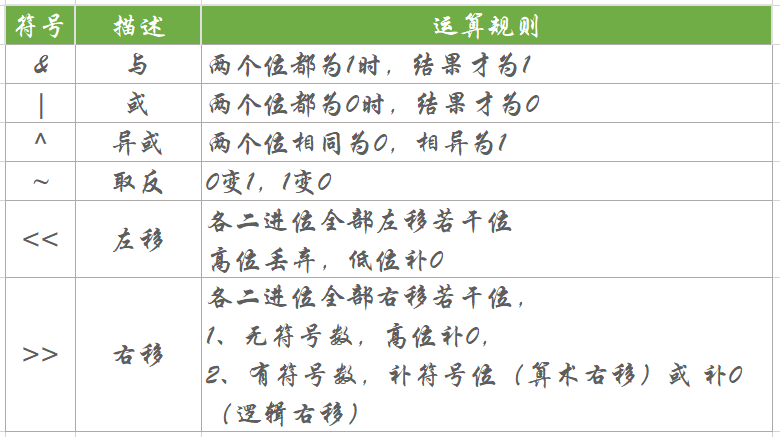 符号 描述 运算规则
& 与 两个位都为1时，结果才为1
| 或 两个位都为0时，结果才为0
^ 异或 两个位相同为0，相异为1
~ 取反 0变1，1变0
<< 左移 各二进位全部左移若干位
高位丢弃，低位补0
>> 右移 各二进位全部右移若干位，
1、无符号数，高位补0，
2、有符号数，补符号位（算术右移）或 补0
（逻辑右移）